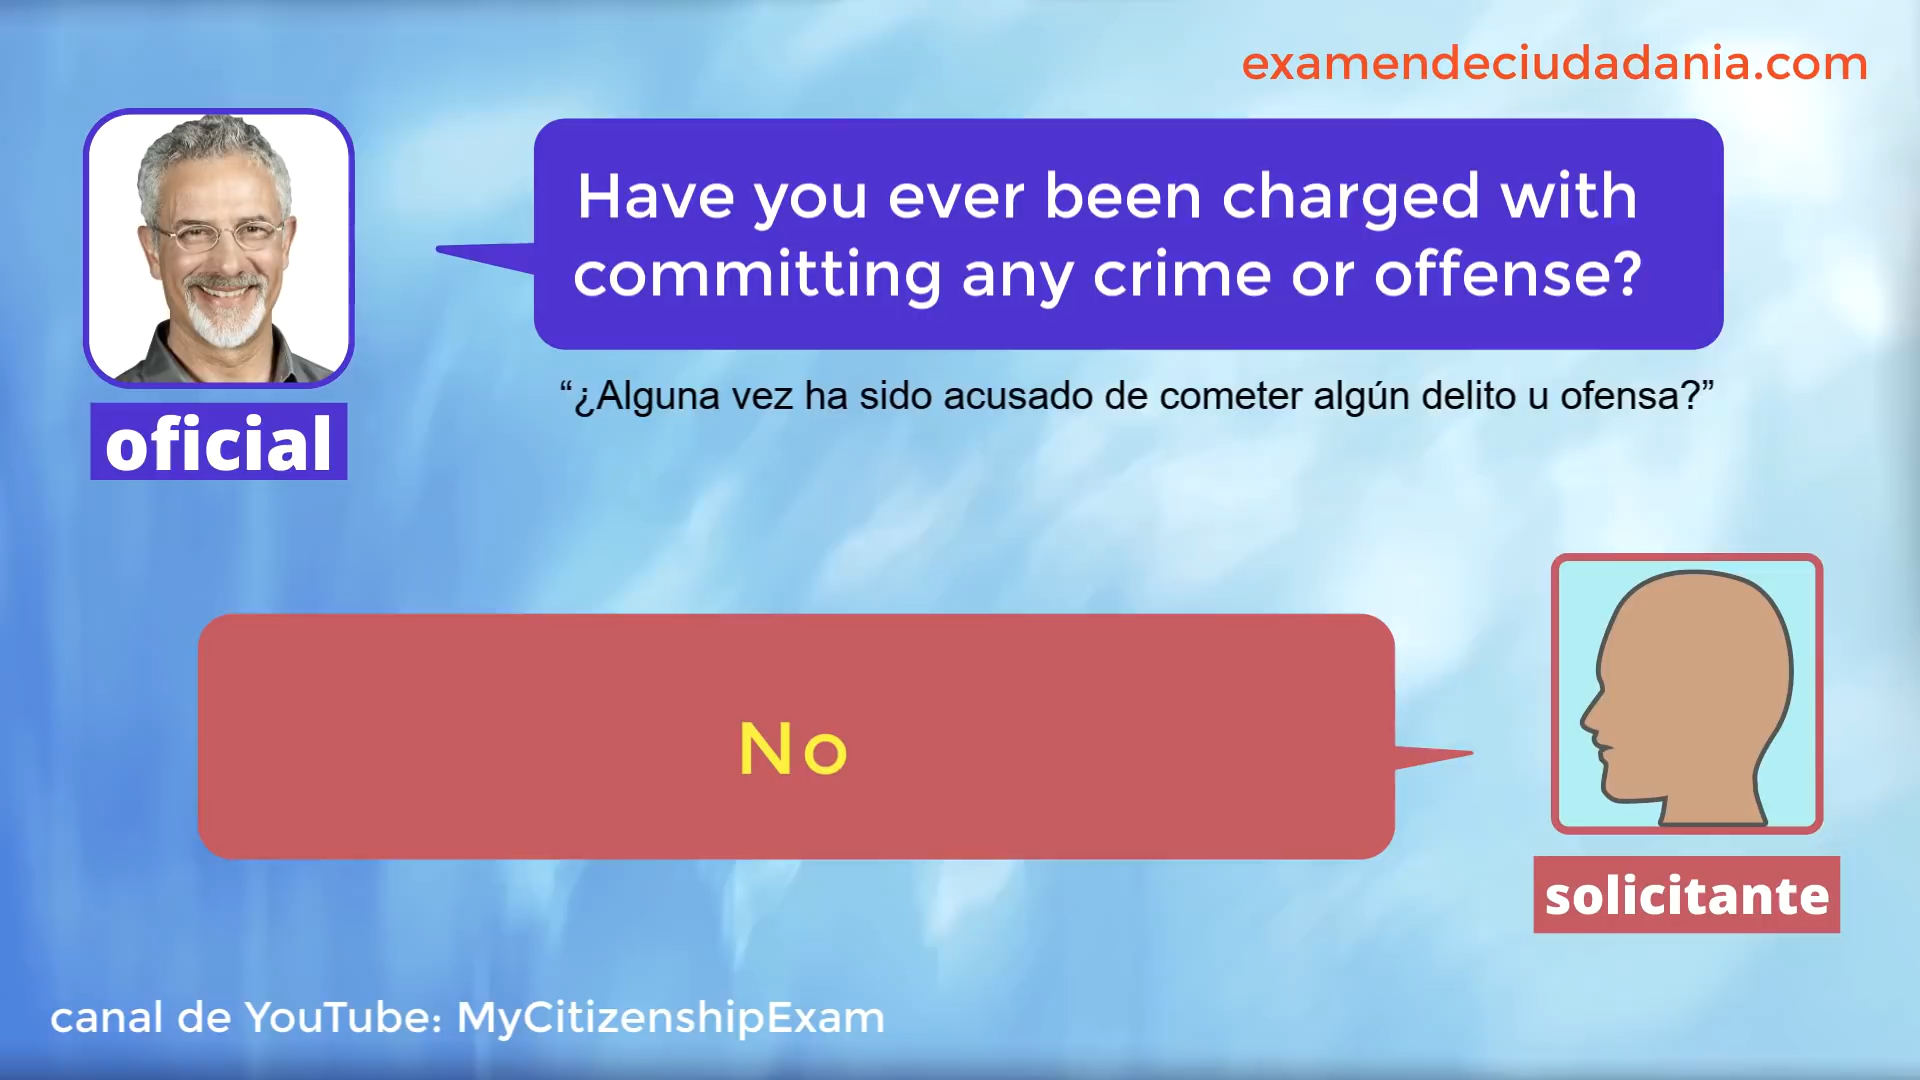 examendeciudadania.com
Have you ever been charged with
committing any crime or offense?
“¿Alguna vez ha sido acusado de cometer algún delito u ofensa?”
oficial
No
solicitante
canal de YouTube: MyCitizenshipExam